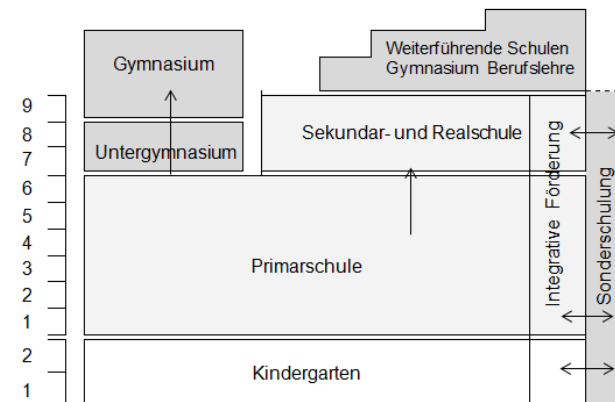 Weiterführende Schulen
Gymnasium Berufslehre
Gymnasium
9
8
7
Sekundar- und Realschule
Untergymnasium
6
5
4
3
2
1
Primarschule
Integrative Förderung
Sonderschulung
2
1
Kindergarten